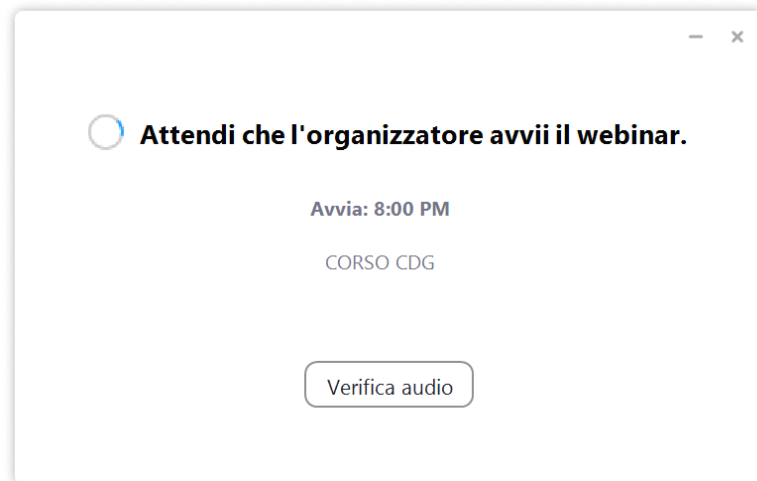 Attendi che l'organizzatore avvii il webinar.
Avvia: 8:00 PM
CORSO CDG
Verifica audio